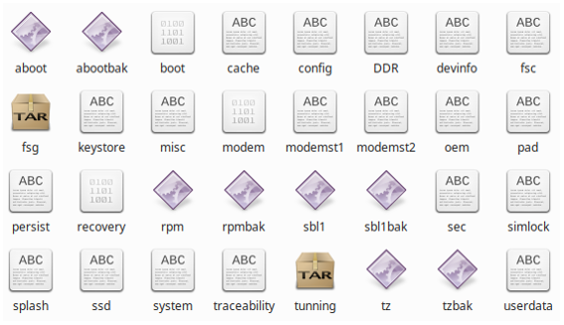 aboot abootbak boot cache config DDR devinfo fsc
fsg keystore misc modem modemst1 modemst2 oem pad
persist recovery rpm rpmbak sbl1 sbl1bak sec simlock
splash ssd system traceability tunning tz tzbak userdata